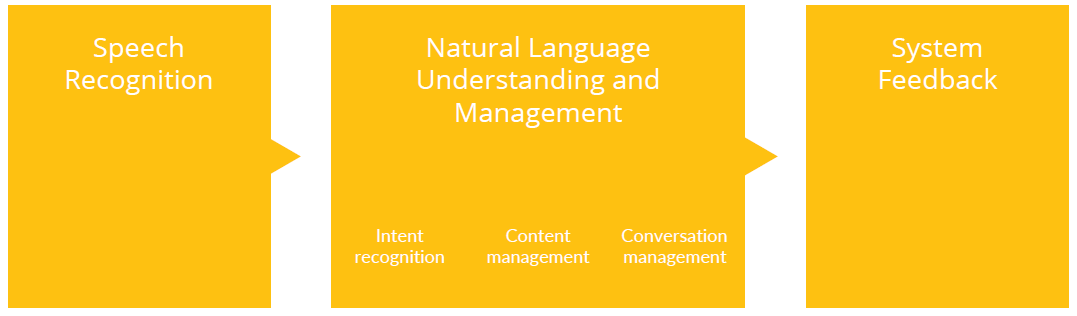 Speech
Recognition
Natural Language
Understanding and
Management
Intent
recognition
Content
management
Conversation
management
System
Feedback